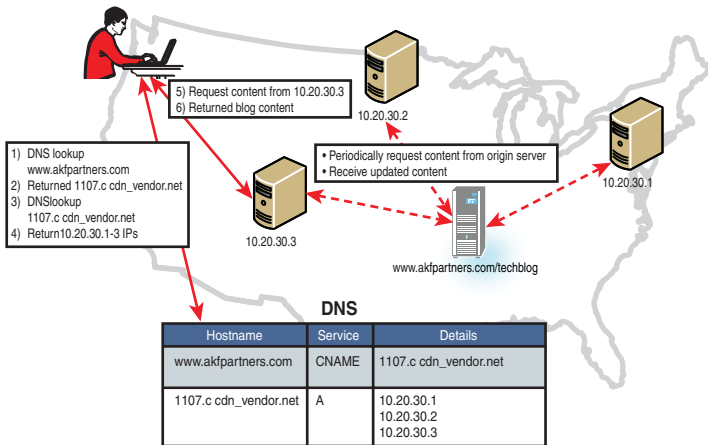 5) Request content from 10.20.30.3
6) Returned blog content
10.20.30.2
1) DNS lookup
www.akfpartners.com
2) Returned 1107.c cdn_vendor.net
3) DNSlookup
1107.c cdn_vendor.net
4) Return10.20.30.1-3 IPs
• Periodically request content from origin server
• Receive updated content
10.20.30.1
10.20.30.3
www.akfpartners.com/techblog
DNS
Hostname Service Details
www.akfpartners.com CNAME 1107.c cdn_vendor.net
1107.c cdn_vendor.net A 10.20.30.1
10.20.30.2
10.20.30.3